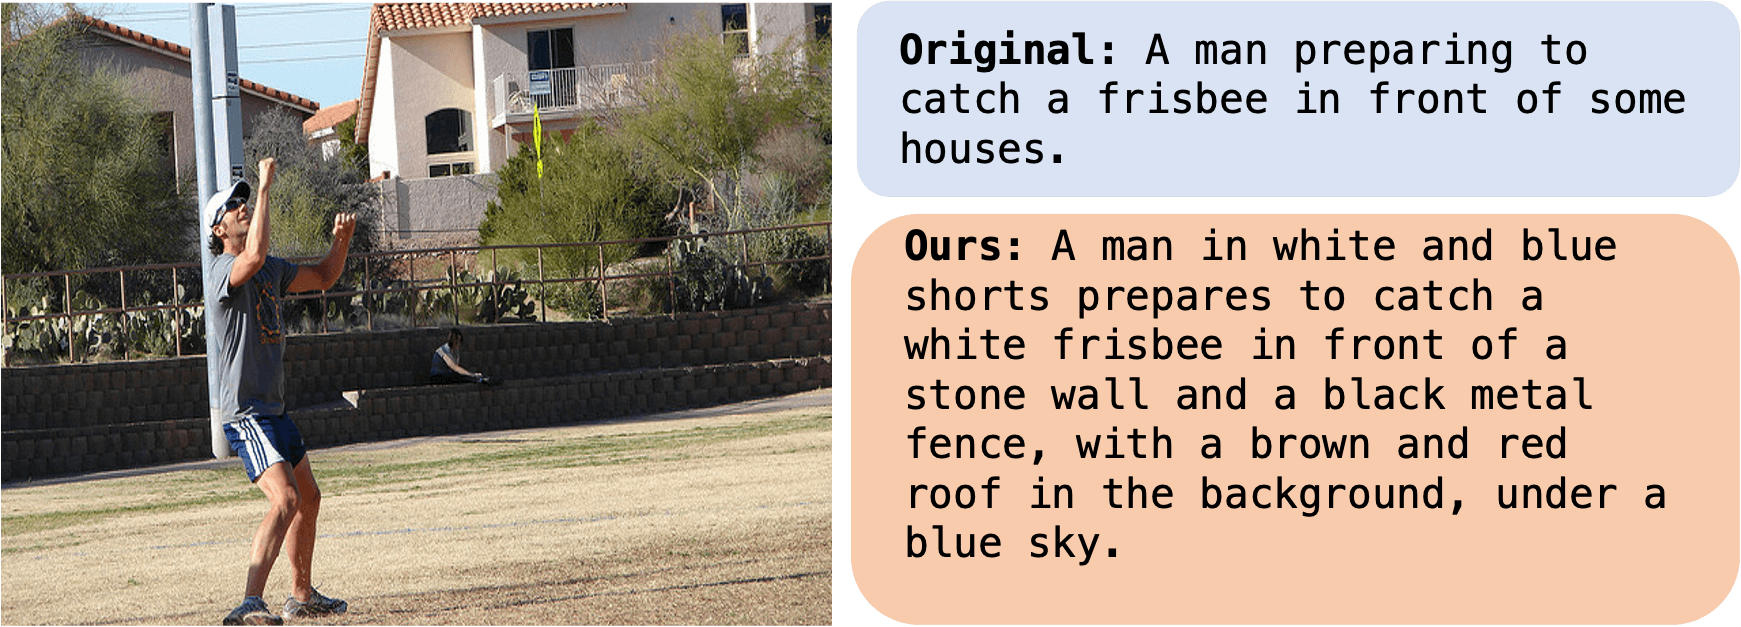 Original: A man preparing to
catch a frisbee in front of some
houses.
Ours: A man in white and blue
shorts prepares to catch a
white frisbee in front of a
stone wall and a black metal
fence, with a brown and red
roof in the background, under a
blue sky.